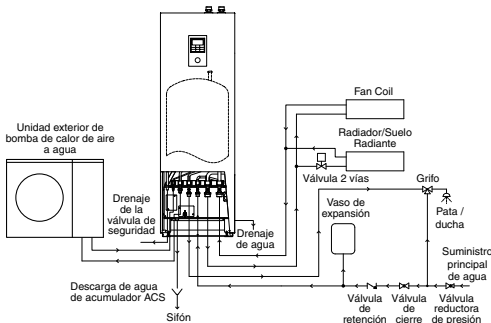 Fan Coil
Unidad exterior de
bomba de calor de aire
a agua
Radiador/Suelo
Radiante
Válvula 2 vías
Grifo
Drenaje
de la
válvula de
seguridad
Vaso de
expansión
Pata /
ducha
Drenaje
de agua
Suministro
principal
de agua
Descarga de agua
de acumulador ACS
Sifón
Válvula
de
retención
Válvula
de
cierre
Válvula
reductora
de presión